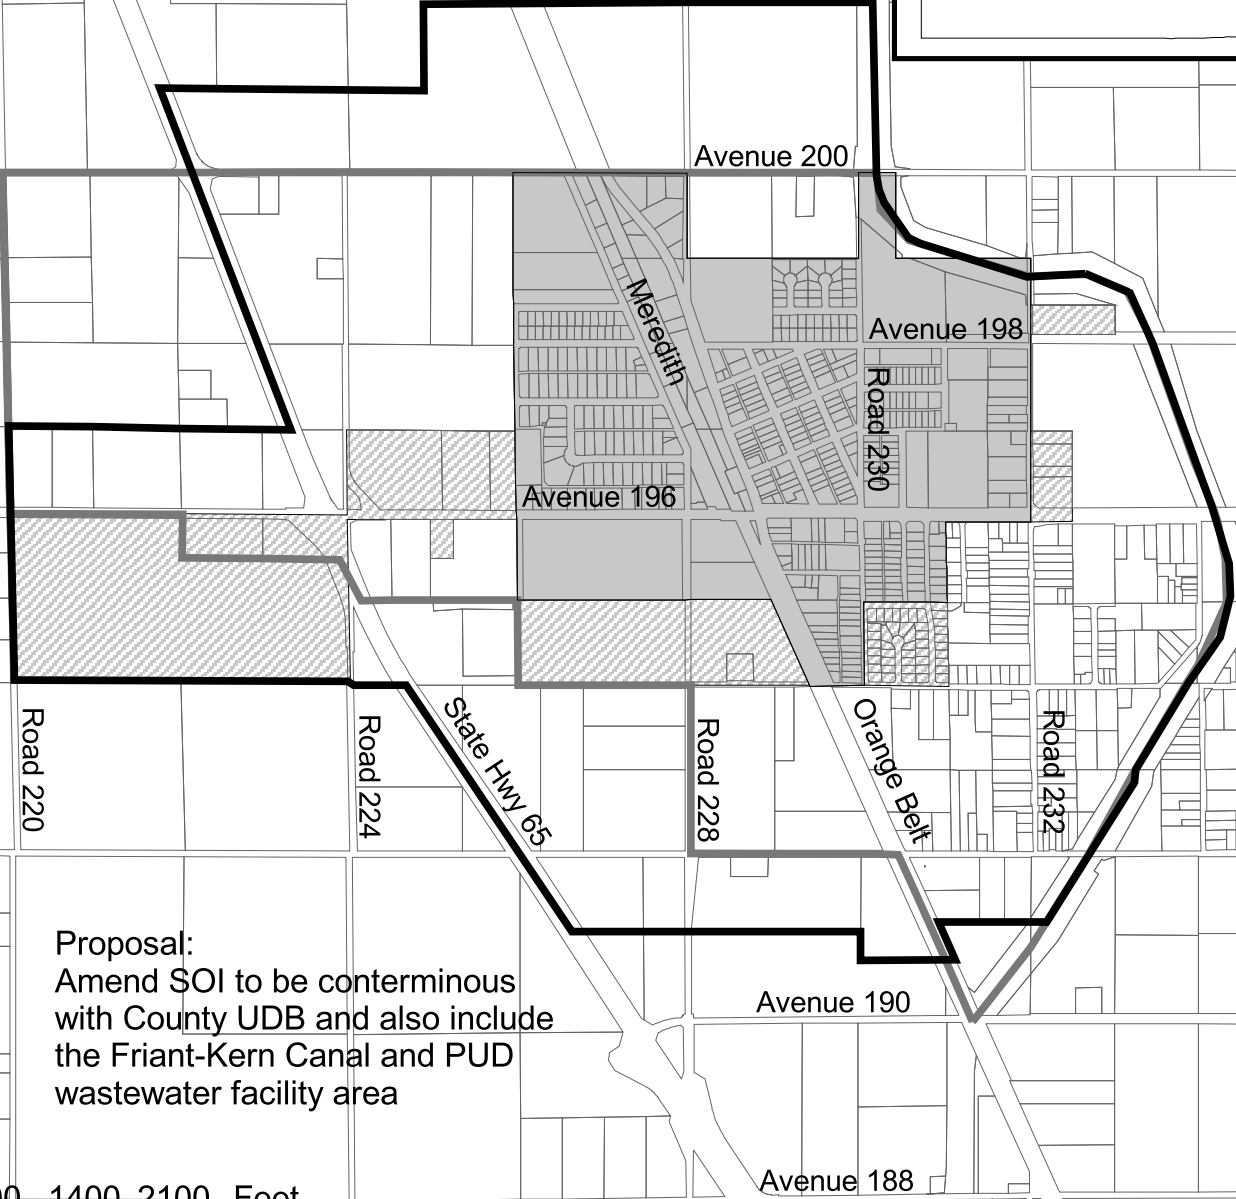 Avenue 200
Meredith
Avenue 198
Road 230
Avenue 196
Road 220
Road 224
State Hwy 65
Road 228
Orange Belt
Road 232
Proposal:
Amend SOI to be conterminous
with County UDB and also include
the Friant-Kern Canal and PUD
wastewater facility area
Avenue 190
Avenue 188
1400 2100 Feet